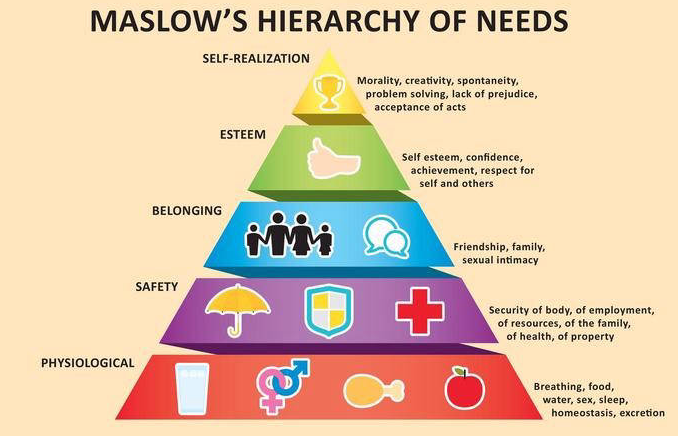 MASLOW'S HIERARCHY OF NEEDS
SELF-REALIZATION
Morality, creativity, spontaneity,
problem solving, lack of prejudice,
acceptance of acts
ESTEEM
Self esteem, confidence,
achievement, respect for
self and others
BELONGING
Friendship, family,
sexual intimacy
SAFETY
Security of body, of employment,
of resources, of the family,
of health, of property
PHYSIOLOGICAL
Breathing, food,
water, sex, sleep,
homeostasis, excretion